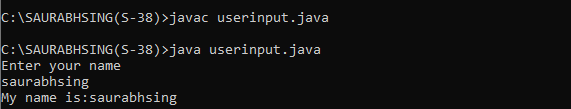 C:\SAURABHSING(S-38)>javac userinput.java
C:\SAURABHSING(S-38)>java userinput.java
Enter your name
saurabhsing
My name is:saurabhsing